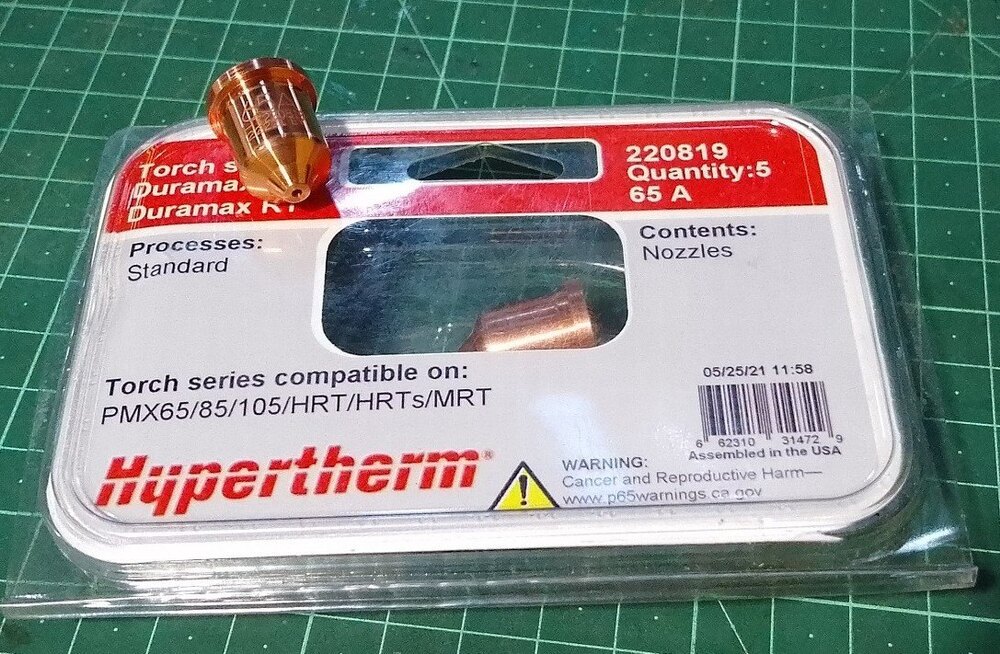 Torch
Duramax
Duramax
220819
Quantity:5
65 A
Processes:
Standard
Contents:
Nozzles
Torch series compatible on:
PMX65/85/105/HRT/HRTs/MRT
05/25/21 11:58
6 62310 31472 9
Assembled in the USA
Hypertherm®
WARNING:
Cancer and Reproductive Harm—
www.p65warnings.ca.gov